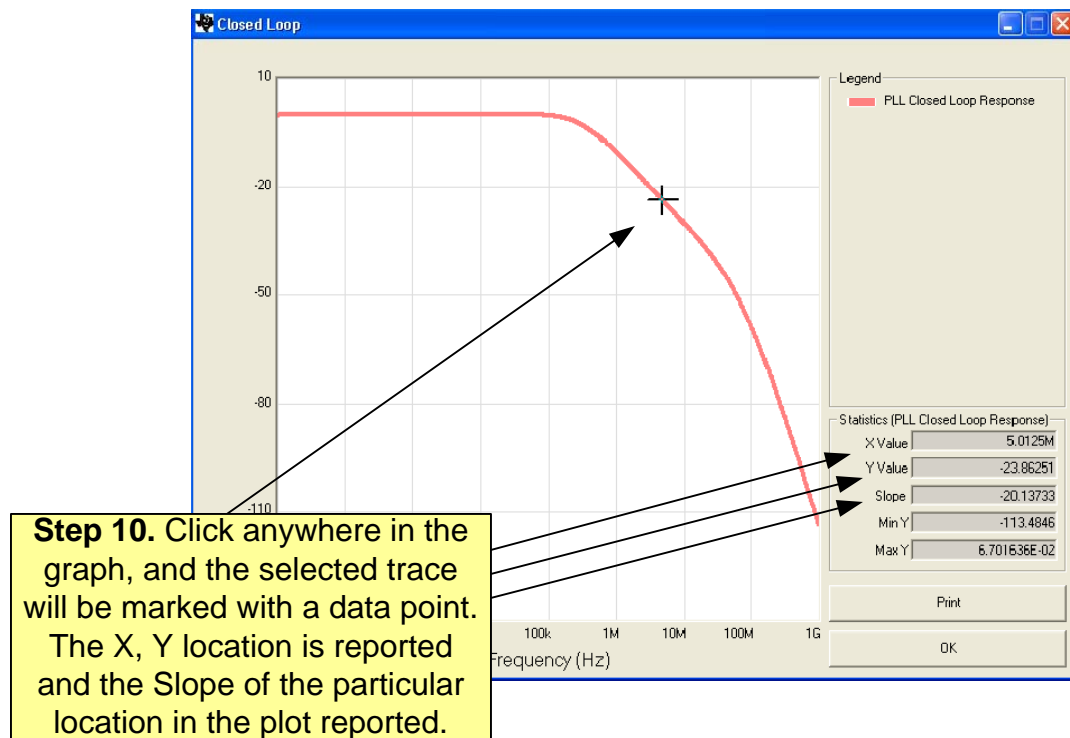 Closed Loop
10
-20
-50
-80
-110
100k 1M 10M 100M 1G
Frequency (Hz)
Legend
PLL Closed Loop Response
Statistics (PLL Closed Loop Response)
X Value 5.0125M
Y Value -23.86251
Slope -20.13733
Min Y -113.4846
Max Y 6.701636E-02
Print
OK
Step 10. Click anywhere in the
graph, and the selected trace
will be marked with a data point.
The X, Y location is reported
and the Slope of the particular
location in the plot reported.